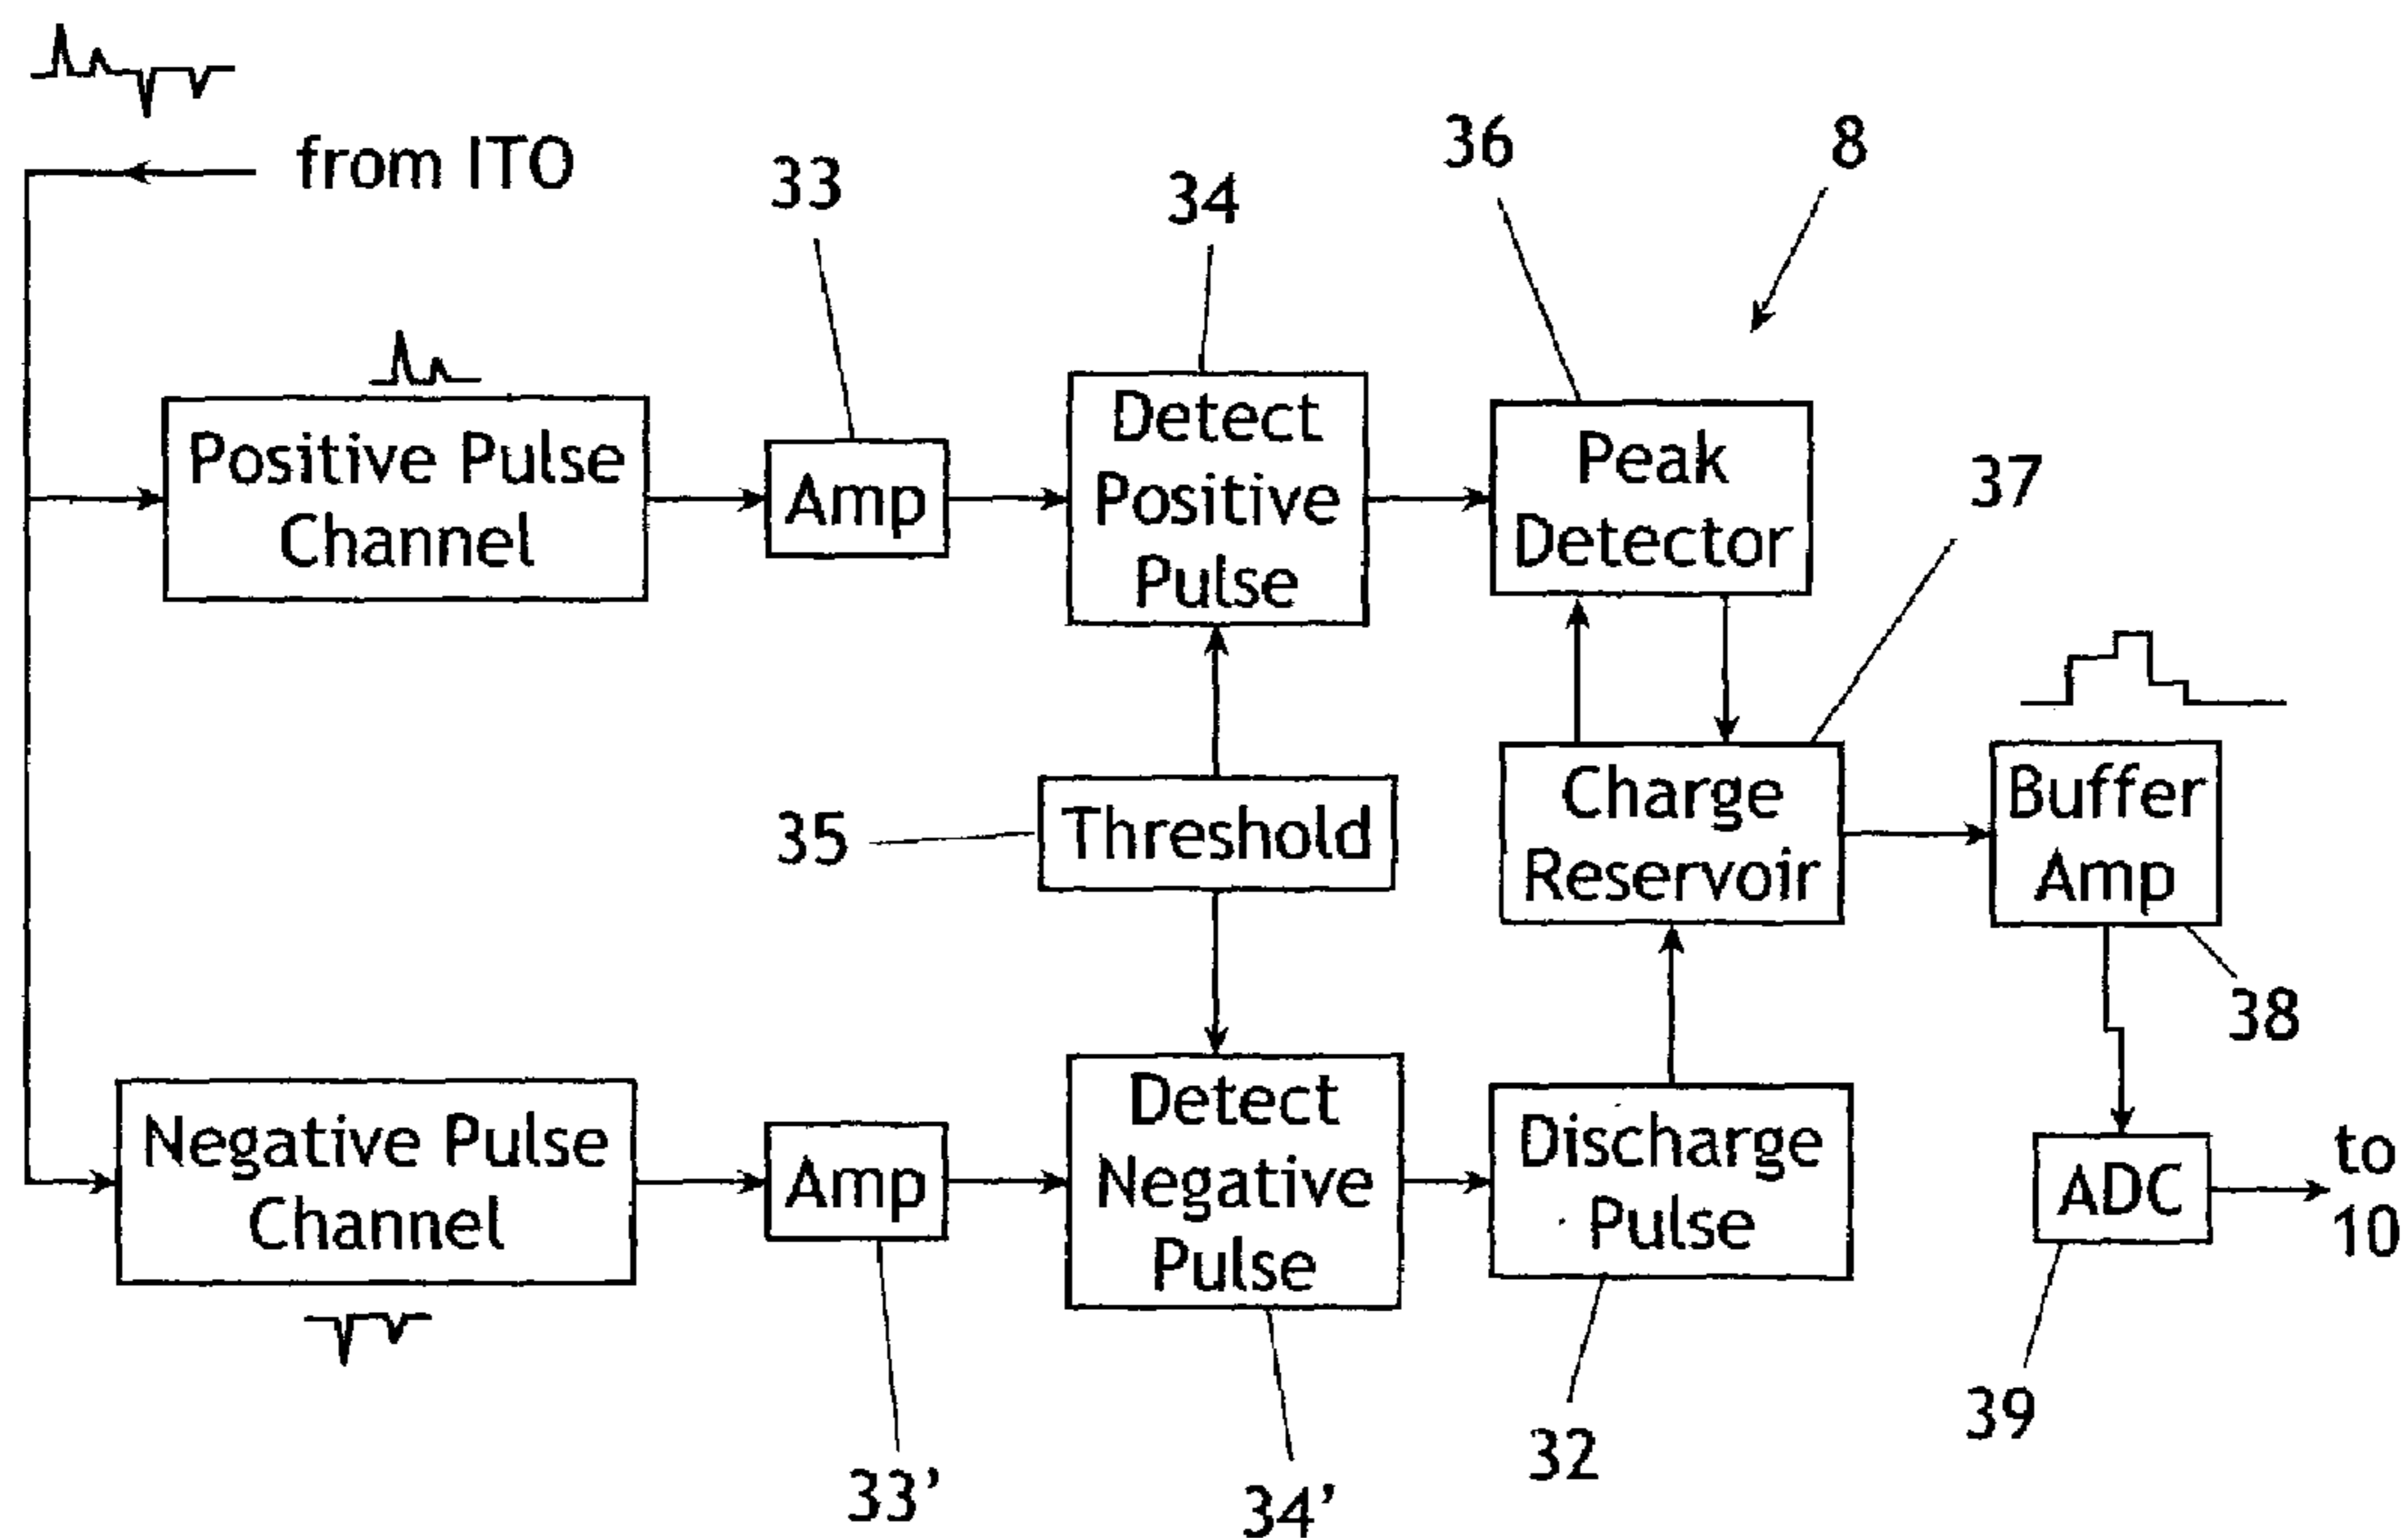 from ITO
33
34
36
8
Positive Pulse
Channel
Amp
Detect
Positive
Pulse
Peak
Detector
37
35
Threshold
Charge
Reservoir
Buffer
Amp
38
Negative Pulse
Channel
Amp
Detect
Negative
Pulse
Discharge
Pulse
ADC
to
10
33'
34'
32
39